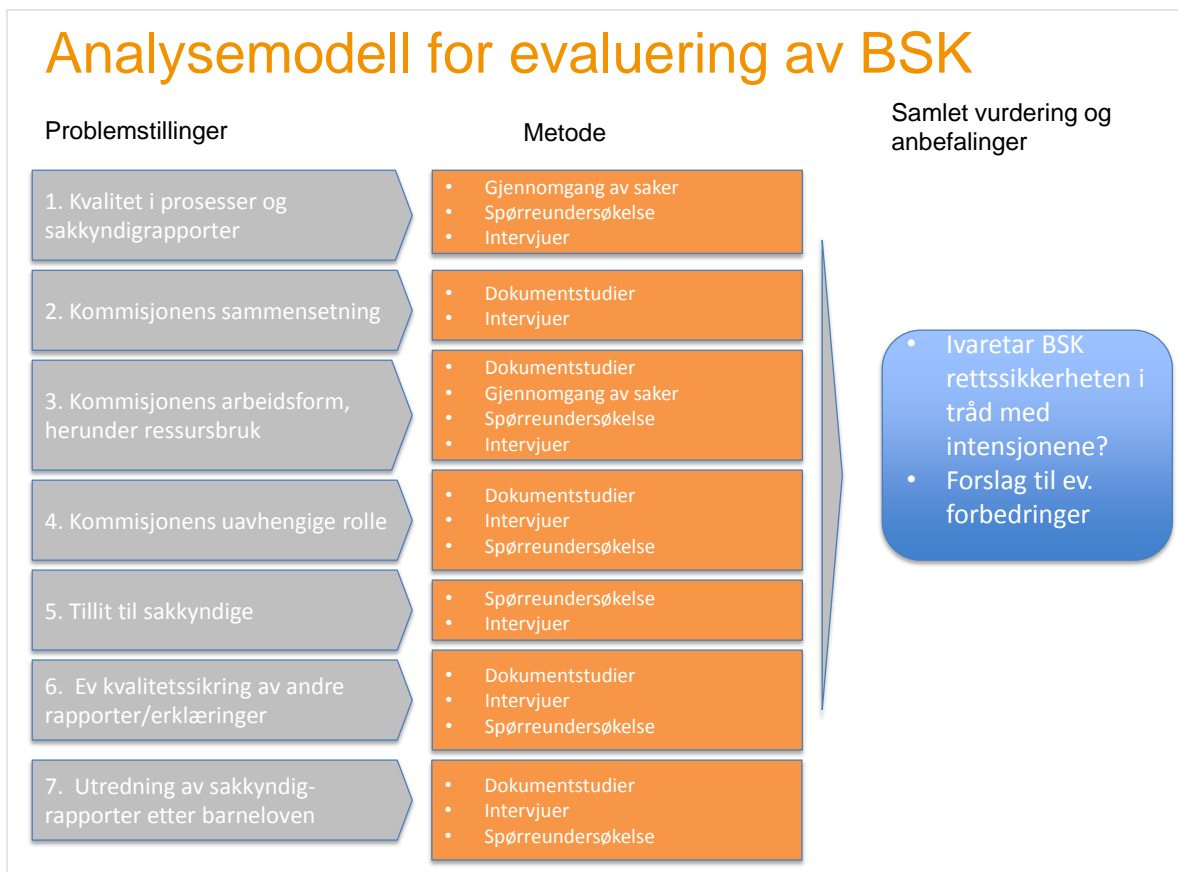 Analysemodell for evaluering av BSK
Problemstillinger
Metode
Samlet vurdering og
anbefalinger
1. Kvalitet i prosesser og
sakkyndigrapporter
• Gjennomgang av saker
• Spørreundersøkelse
• Intervjuer
2. Kommisjonens sammensetning
• Dokumentstudier
• Intervjuer
3. Kommisjonens arbeidsform,
herunder ressursbruk
• Dokumentstudier
• Gjennomgang av saker
• Spørreundersøkelse
• Intervjuer
4. Kommisjonens uavhengige rolle
• Dokumentstudier
• Intervjuer
• Spørreundersøkelse
5. Tillit til sakkyndige
• Spørreundersøkelse
• Intervjuer
6. Ev kvalitetssikring av andre
rapporter/erklæringer
• Dokumentstudier
• Intervjuer
• Spørreundersøkelse
7. Utredning av sakkyndig-
rapporter etter barneloven
• Dokumentstudier
• Intervjuer
• Spørreundersøkelse
• Ivaretar BSK
rettssikkerheten i
tråd med
intensjonene?
• Forslag til ev.
forbedringer